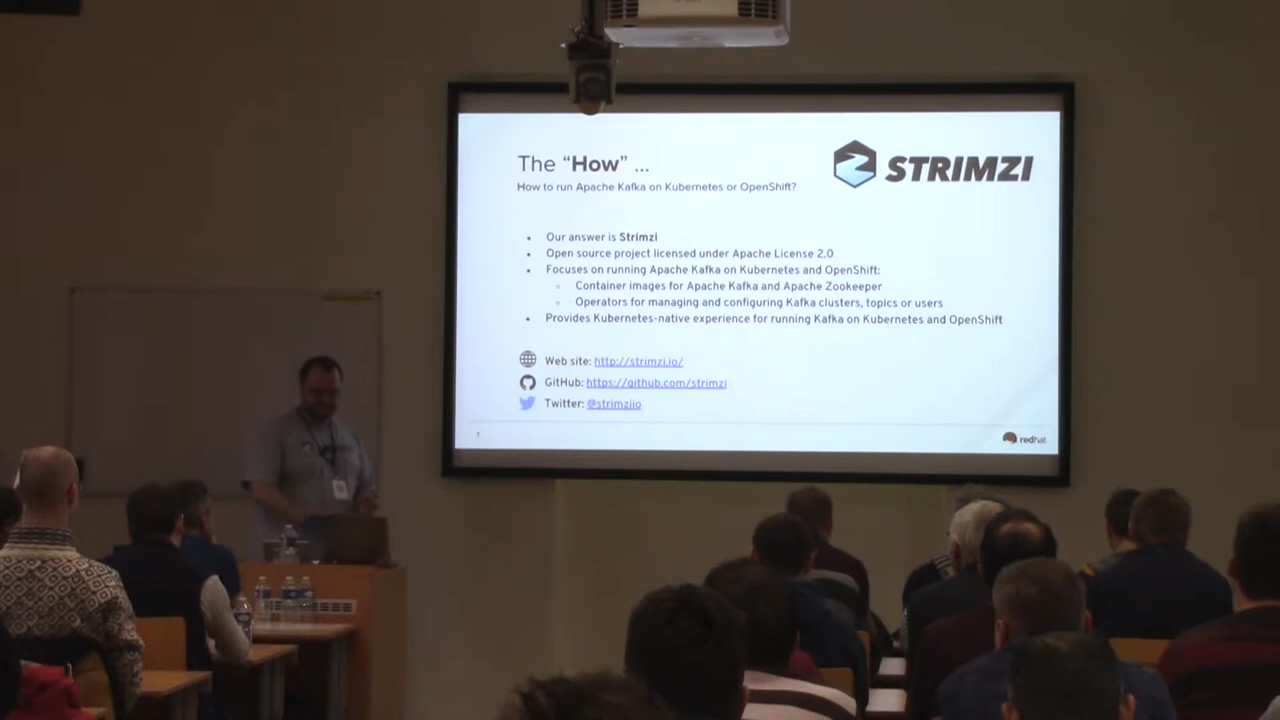 The “How” ...
STRIMZI
How to run Apache Kafka on Kubernetes or OpenShift?
Our answer is Strimzi
Open source project licensed under Apache License 2.0
Focuses on running Apache Kafka on Kubernetes and OpenShift:
Container images for Apache Kafka and Apache Zookeeper
Operators for managing and configuring Kafka clusters, topics or users
Provides Kubernetes-native experience for running Kafka on Kubernetes and OpenShift
Web site: http://strimzi.io/
GitHub: https://github.com/strimzi
Twitter: @strimziio
7
redhat